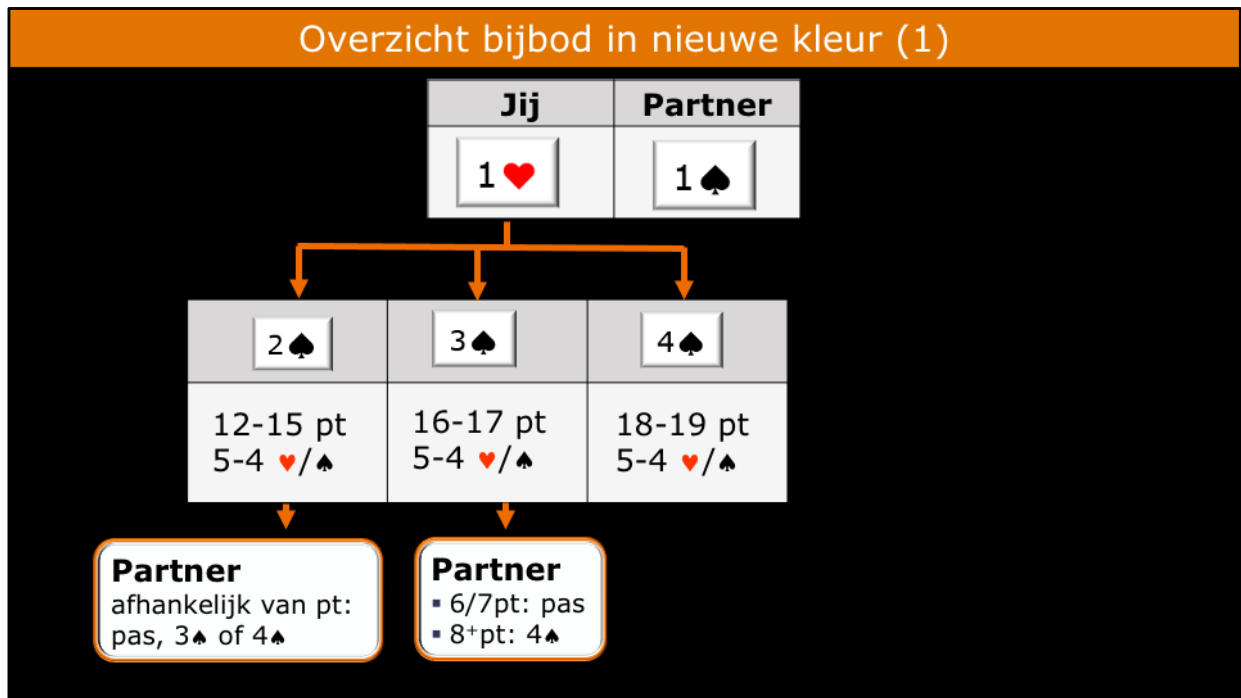 Overzicht bijbod in nieuwe kleur (1)
Jij Partner
1♥ 1♠
2♠ 3♠ 4♠
12-15 pt 16-17 pt 18-19 pt
5-4 ♥/♠ 5-4 ♥/♠ 5-4 ♥/♠
Partner
afhankelijk van pt:
pas, 3♠ of 4♠
Partner
▪ 6/7pt: pas
▪ 8⁺pt: 4♠